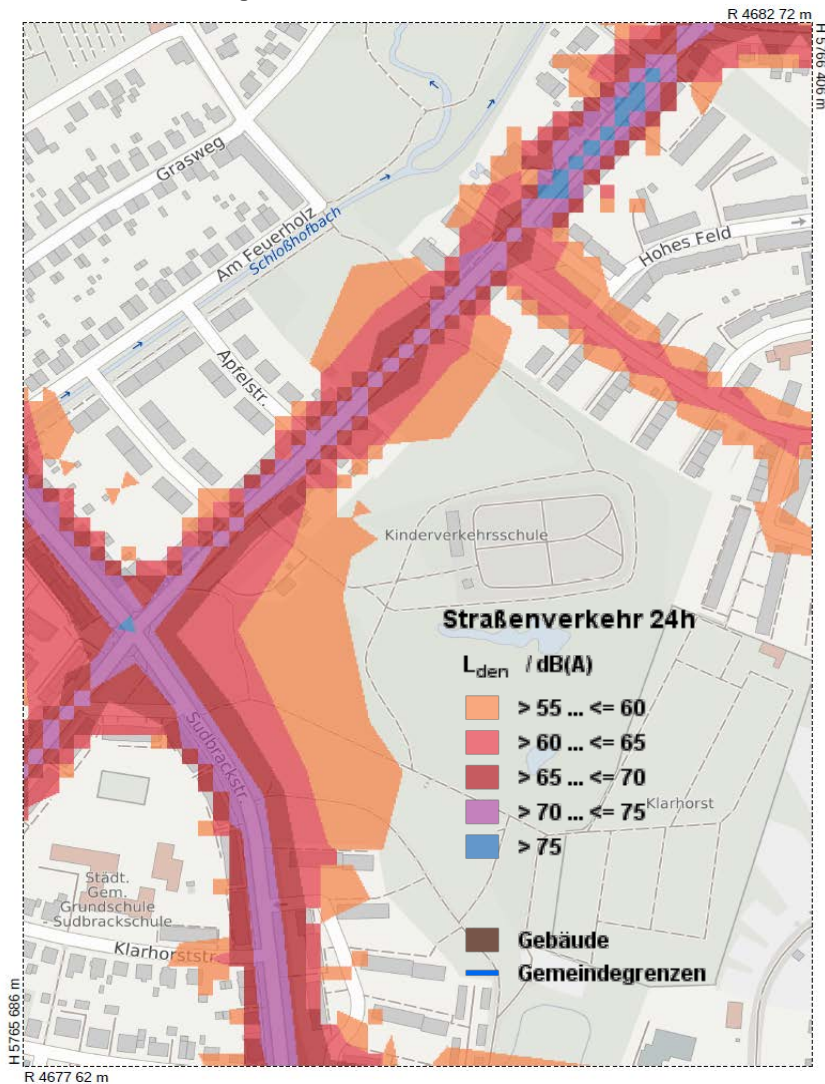 R 4682 72 m
H 5766 406 m
Grasweg
Am Feuerholz
Schloßhofbach
Hohes Feld
Apfelstr.
Kinderverkehrsschule
Straßenverkehr 24h
Lden / dB(A)
> 55 ... <= 60
> 60 ... <= 65
> 65 ... <= 70
> 70 ... <= 75
> 75
Klarhorst
Sudbrackstr.
Städt.
Gem.
Grundschule
- Sudbrackschule
Klarhorststr.
Gebäude
Gemeindegrenzen
H 5765 686 m
R 4677 62 m